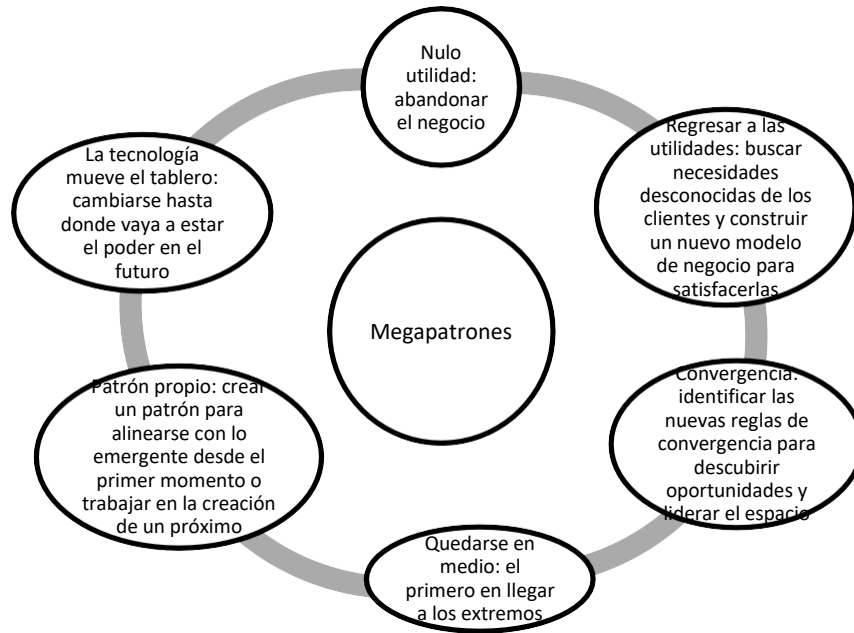 Nulo
utilidad:
abandonar
el negocio
Regresar a las
utilidades: buscar
necesidades
desconocidas de los
clientes y construir
un nuevo modelo
de negocio para
satisfacerlas
Convergencia:
identificar las
nuevas reglas de
convergencia para
descubirir
oportunidades y
liderar el espacio
Quedarse en
medio: el
primero en llegar
a los extremos
Patrón propio: crear
un patrón para
alinearse con lo
emergente desde el
primer momento o
trabajar en la creación
de un próximo
La tecnología
mueve el tablero:
cambiarse hasta
donde vaya a estar
el poder en el
futuro
Megapatrones